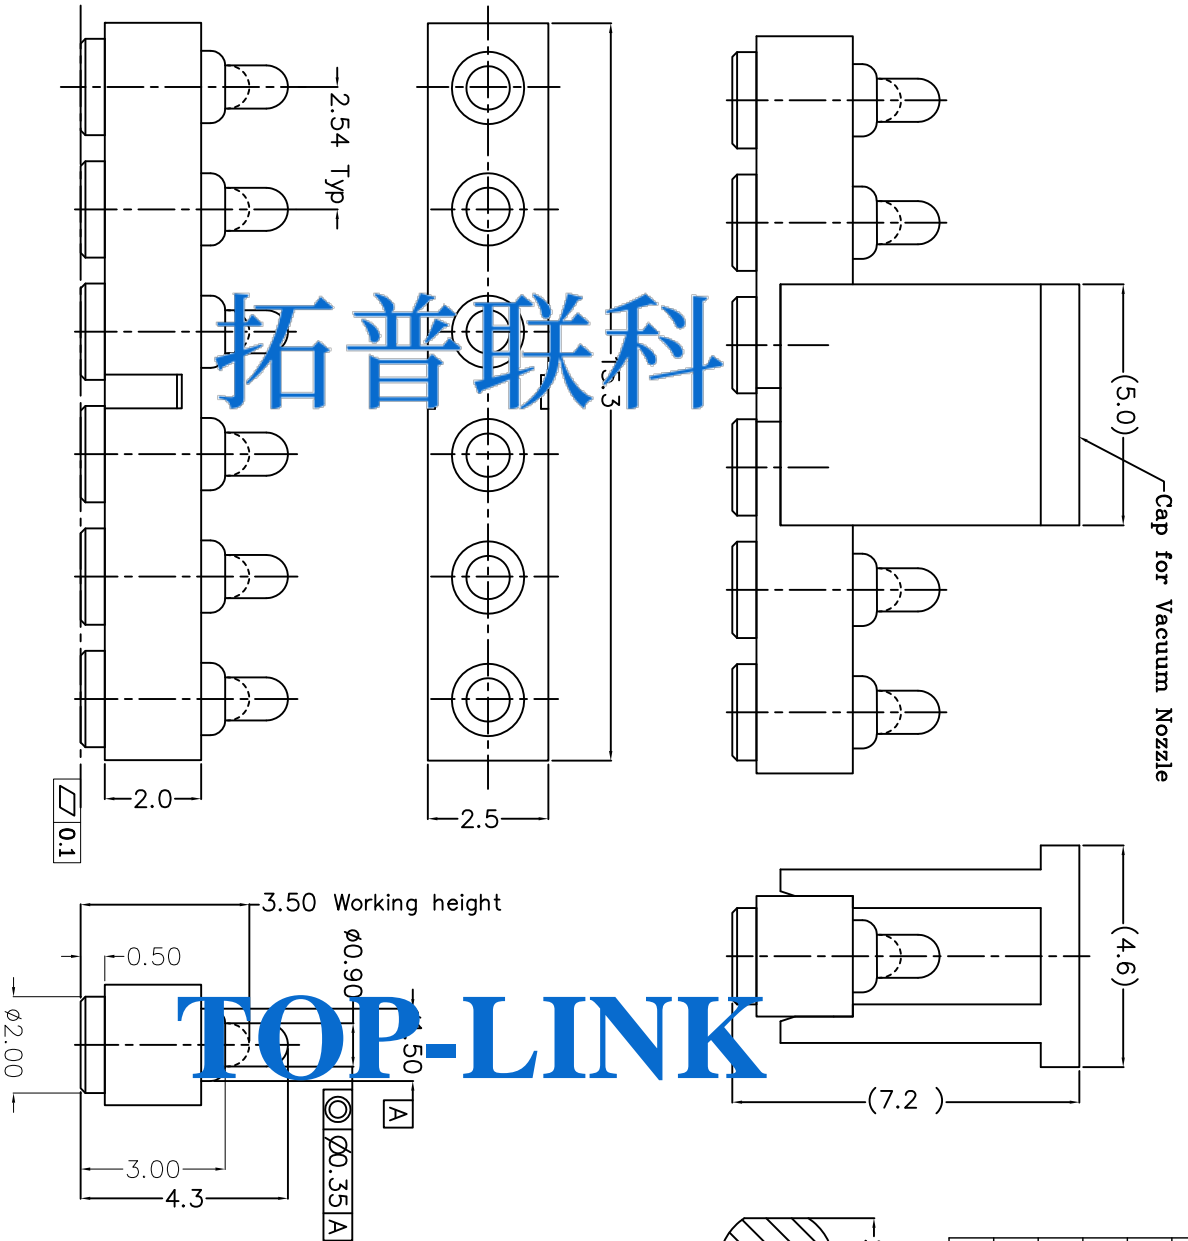 2.54 Typ
15.3
(5.0)
Cap for Vacuum Nozzle
拓普联科
2.0
2.5
0.1
3.50 Working height
(4.6)
ø0.90
0.50
TOP-LINK
.50
ø2.00
(7.2 )
A
3.00
Ø0.35 A
4.3